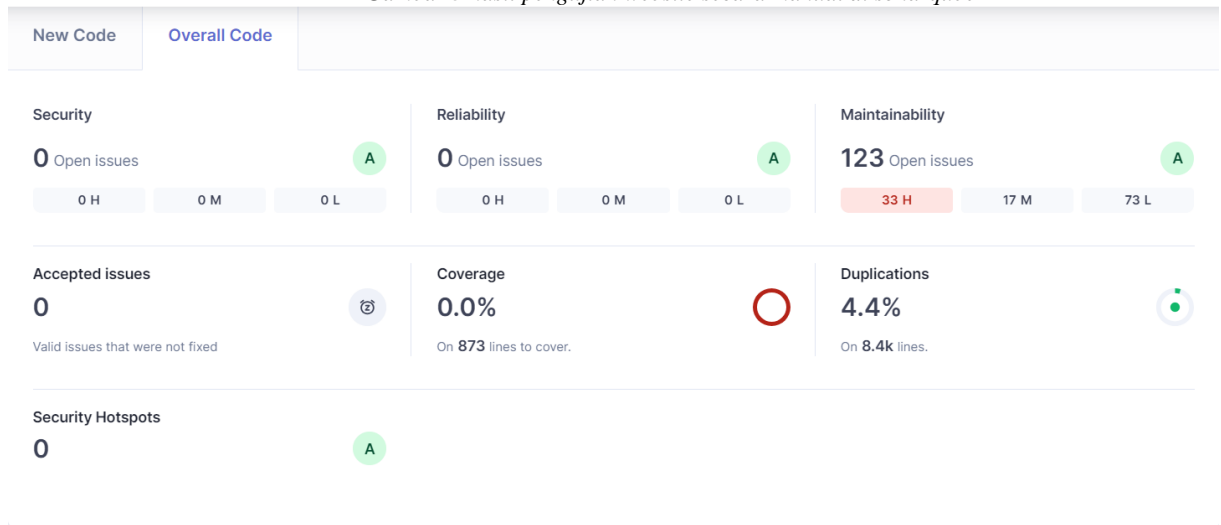 New Code Overall Code
Security
0 Open issues
A
0 H 0 M 0 L
Reliability
0 Open issues
A
0 H 0 M 0 L
Maintainability
123 Open issues
A
33 H 17 M 73 L
Accepted issues
0
Valid issues that were not fixed
Coverage
0.0%
On 873 lines to cover.
Duplications
4.4%
On 8.4k lines.
Security Hotspots
0
A